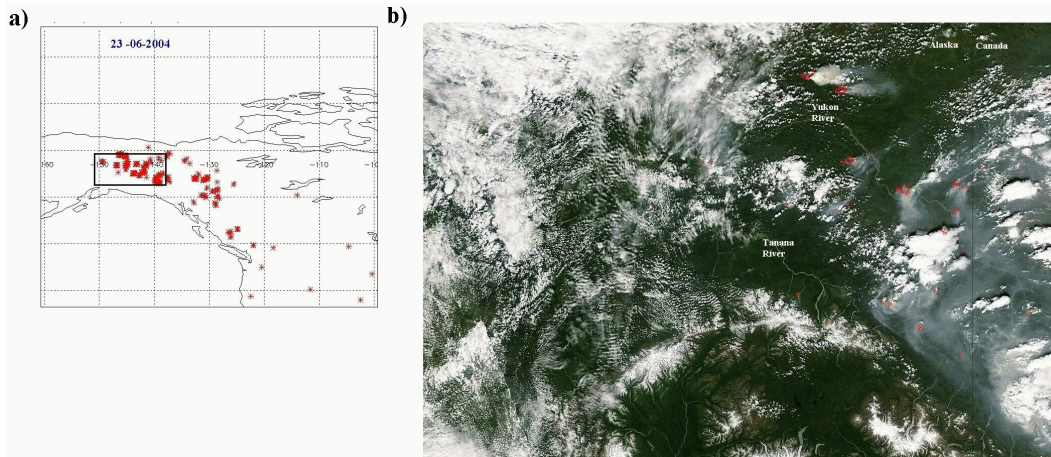 a)
23 -06-2004
-160
-150
-140
-130
-120
-110
b)
Alaska Canada
Yukon
River
Tanana
River